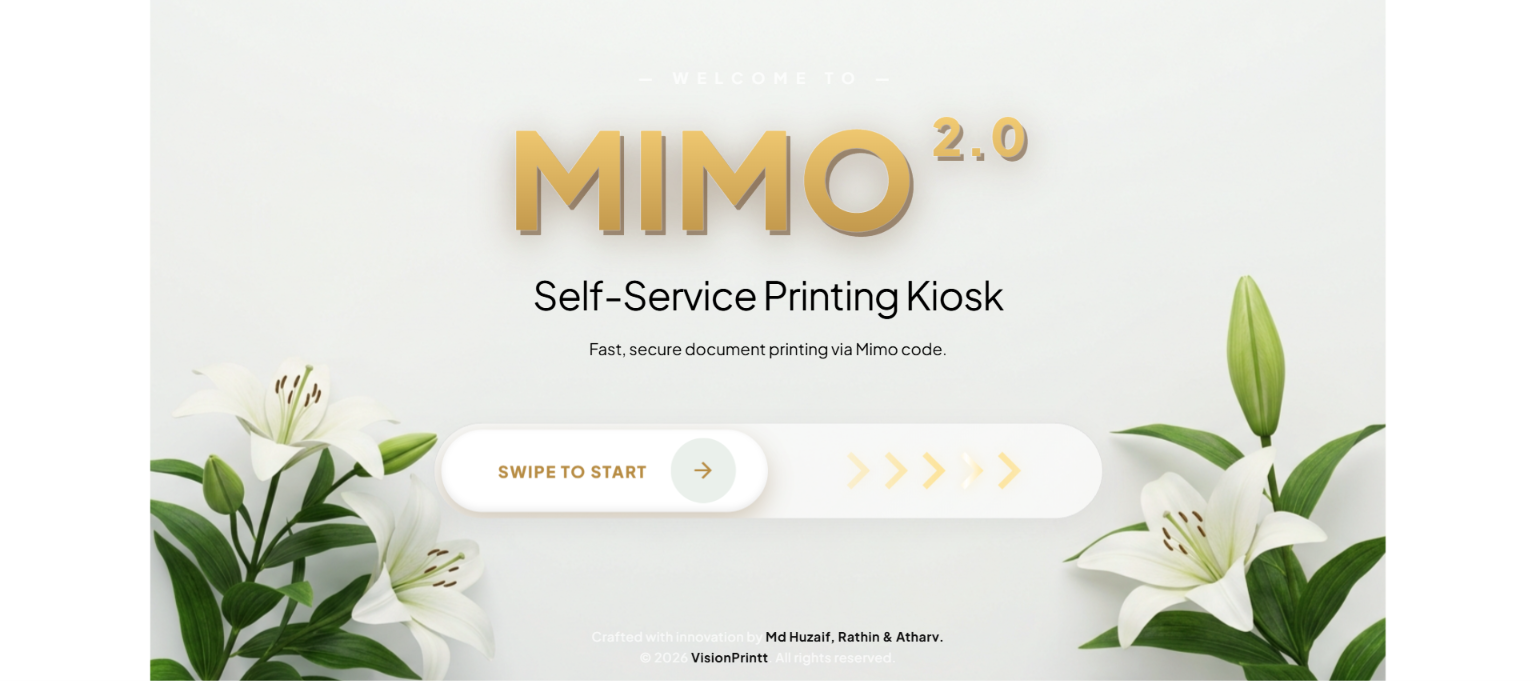 — WELCOME TO —
MIMO 2.0
Self-Service Printing Kiosk
Fast, secure document printing via Mimo code.
SWIPE TO START
Crafted with innovation by Md Huzaif, Rathin & Atharv.
© 2026 VisionPrintt. All rights reserved.